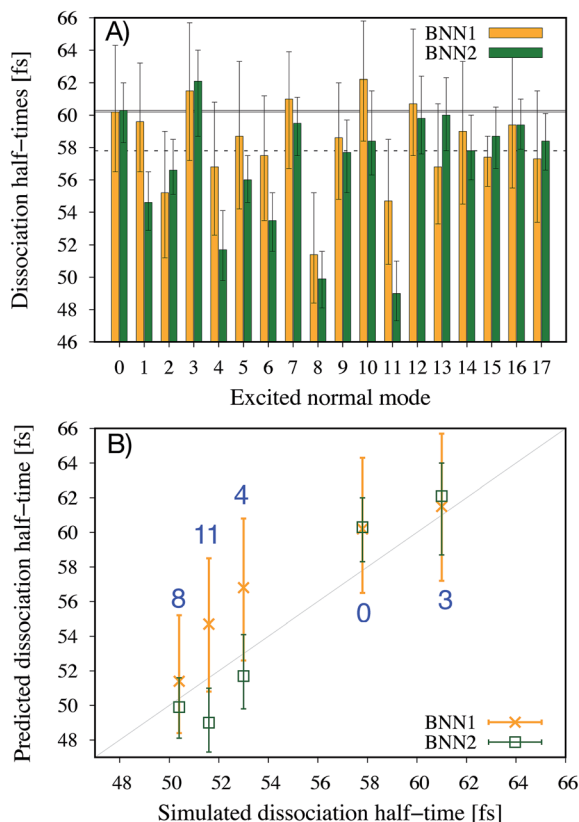 A)
BNN1
BNN2
Dissociation half-times [fs]
66
64
62
60
58
56
54
52
50
48
46
0 1 2 3 4 5 6 7 8 9 10 11 12 13 14 15 16 17
Excited normal mode
B)
Predicted dissociation half-time [fs]
66
64
62
60
58
56
54
52
50
48
8
11
4
0
3
BNN1
BNN2
48 50 52 54 56 58 60 62 64 66
Simulated dissociation half-time [fs]